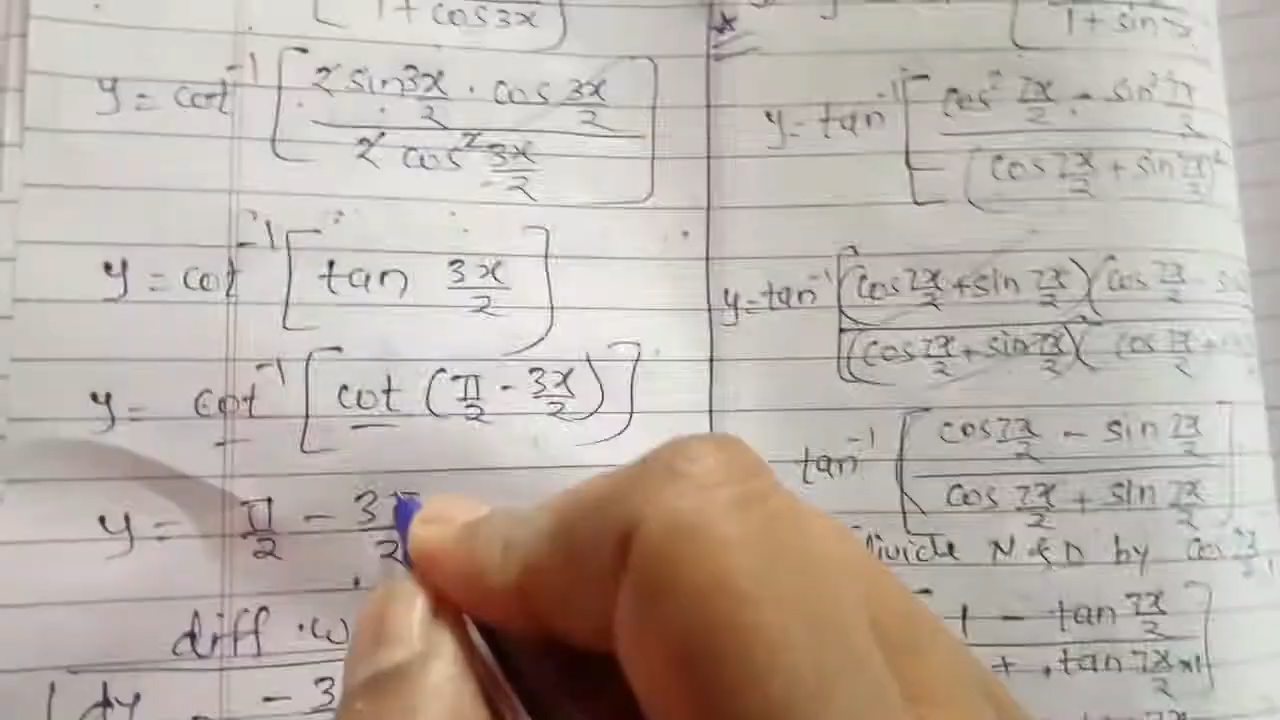 1 + cos3x
y = cot⁻¹ [ 2 sin 3x/2 · cos 3x/2 / 2 cos² 3x/2 ]
y = cot⁻¹ [ tan 3x/2 ]
y = cot⁻¹ [ cot ( π/2 - 3x/2 ) ]
y = π/2 - 3
diff . w
dy - 3
1 + sin
y = tan⁻¹ [ cos² 7x/2 - sin² 7x/2 / ( cos 7x/2 + sin 7x/2 )²
y = tan⁻¹ [ ( cos 7x/2 + sin 7x/2 ) ( cos 7x/2 - / ( cos 7x/2 + sin 7x/2 ) ( cos 7x/2
tan⁻¹ [ cos 7x/2 - sin 7x/2 / cos 7x/2 + sin 7x/2 ]
Divide N & D by cos
1 - tan 7x/2
+ . tan 7x/2 × 1